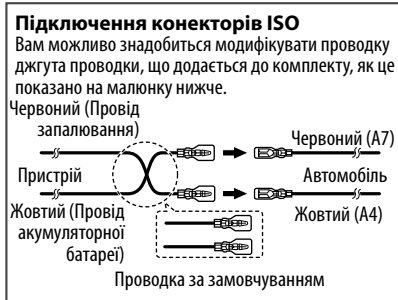 Підключення конекторів ISO
Вам можливо знадобиться модифікувати проводку
джгута проводки, що додається до комплекту, як це
показано на малюнку нижче.
Червоний (Провід
запалювання)
Червоний (A7)
Пристрій
Автомобіль
Жовтий (Провід
акумуляторної
батареї)
Жовтий (A4)
Проводка за замовчуванням